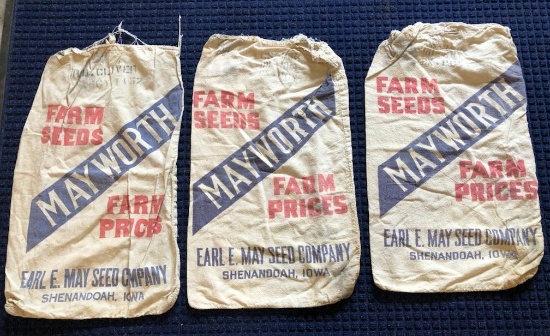 FARM
SEEDS
MAYWORTH
FARM
PRICES
EARL E. MAY SEED COMPANY
SHENANDOAH, IOWA
FARM
SEEDS
MAYWORTH
FARM
PRICES
EARL E. MAY SEED COMPANY
SHENANDOAH, IOWA
FARM
SEEDS
MAYWORTH
FARM
PRICES
EARL E. MAY SEED COMPANY
SHENANDOAH, IOWA